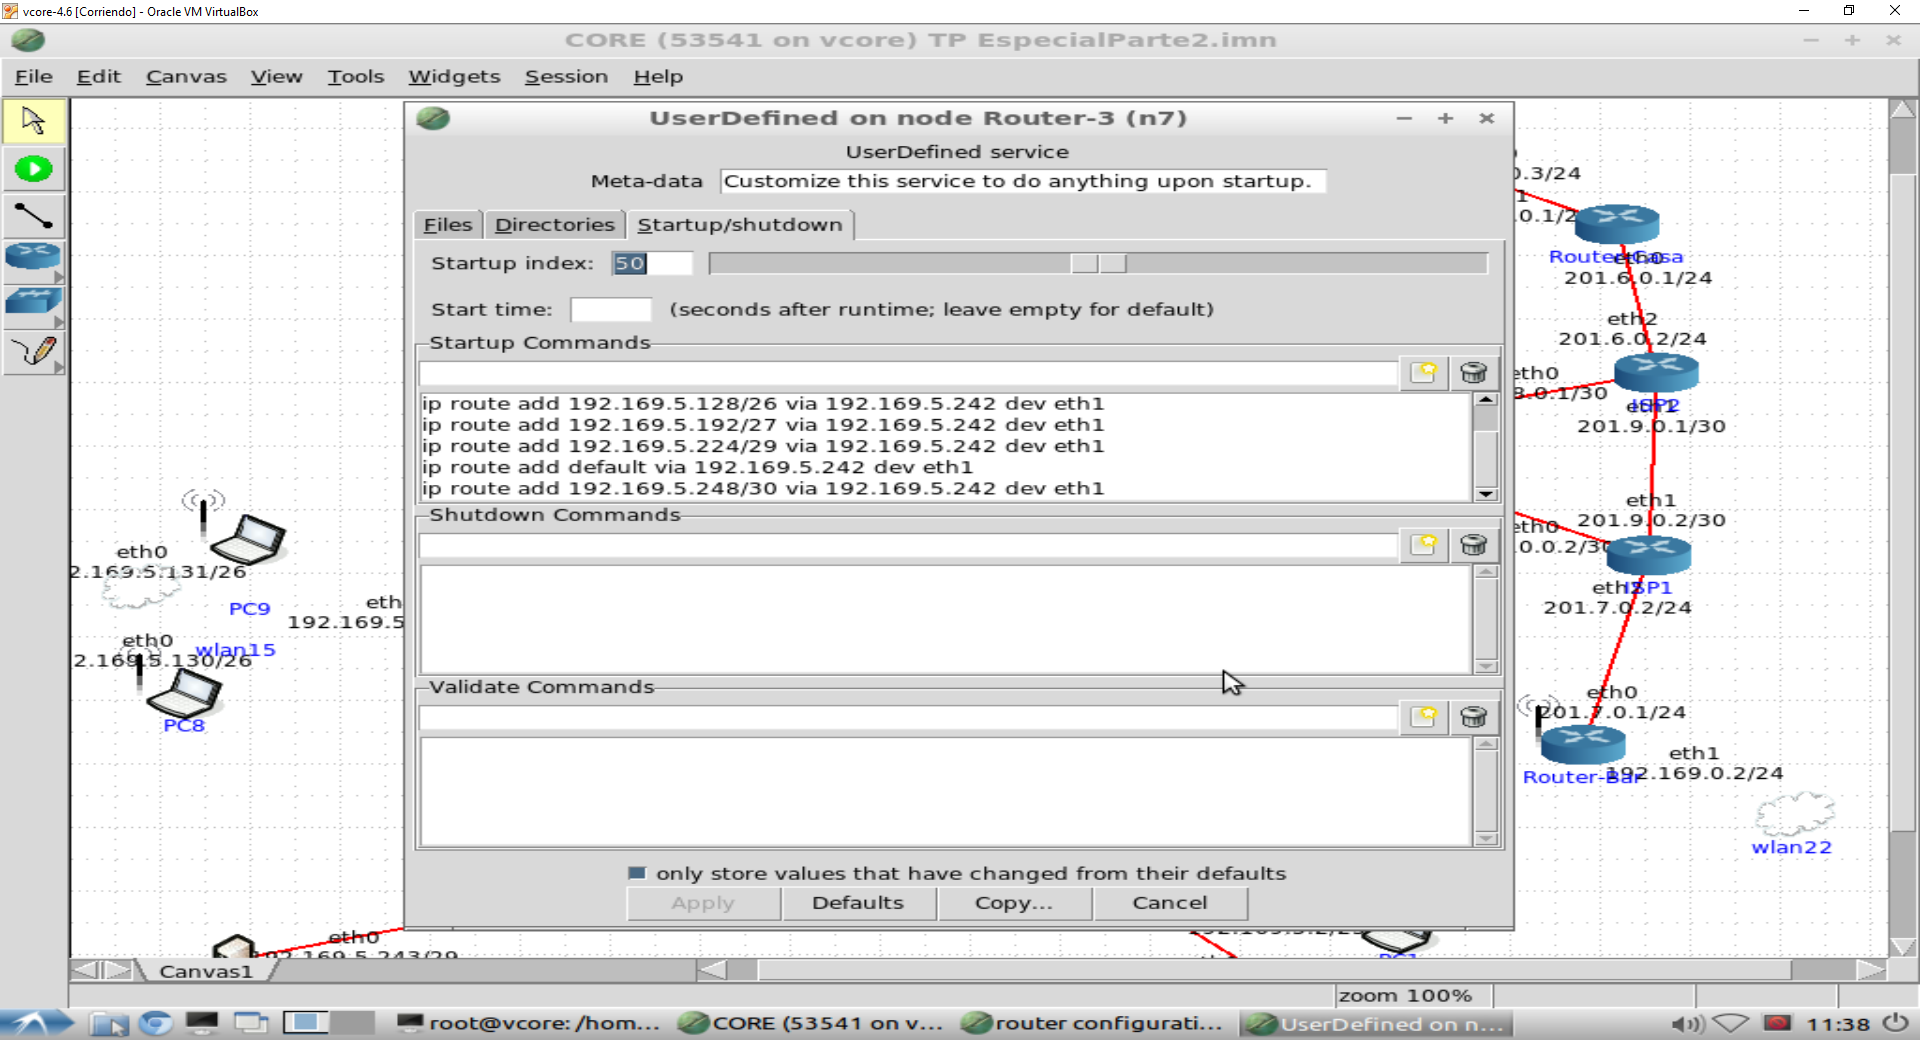 vcore-4.6 [Corriendo] - Oracle VM VirtualBox
CORE (53541 on vcore) TP EspecialParte2.imn
File Edit Canvas View Tools Widgets Session Help
UserDefined on node Router-3 (n7)
UserDefined service
Meta-data Customize this service to do anything upon startup.
Files Directories Startup/shutdown
Startup index: 50
Start time: (seconds after runtime; leave empty for default)
Startup Commands
ip route add 192.169.5.128/26 via 192.169.5.242 dev eth1
ip route add 192.169.5.192/27 via 192.169.5.242 dev eth1
ip route add 192.169.5.224/29 via 192.169.5.242 dev eth1
ip route add default via 192.169.5.242 dev eth1
ip route add 192.169.5.248/30 via 192.169.5.242 dev eth1
Shutdown Commands
Validate Commands
only store values that have changed from their defaults
Apply Defaults Copy... Cancel
eth0
2.169.5.131/26
PC9
eth
192.169.5
eth0
wlan15
2.169.5.130/26
PC8
eth0
0.3/24
1
.0.1/2
Router-Casa
eth0
201.6.0.1/24
eth2
201.6.0.2/24
eth0
8.0.1/30
ISP2
eth1
201.9.0.1/30
eth1
201.9.0.2/30
eth0
.0.0.2/30
eth2
ISP1
201.7.0.2/24
eth0
201.7.0.1/24
eth1
192.169.0.2/24
Router-Bar
wlan22
PC1
Canvas1
zoom 100%
root@vcore: /hom...
CORE (53541 on v...
router configurati...
UserDefined on n...
11:38